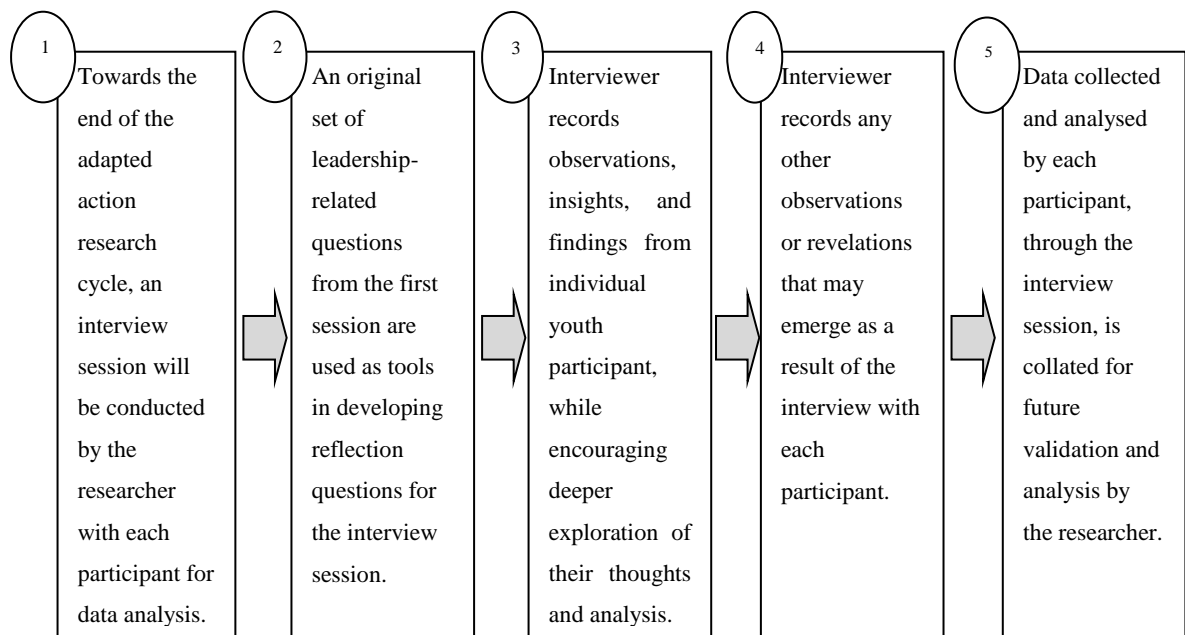 1
Towards the
end of the
adapted
action
research
cycle, an
interview
session will
be conducted
by the
researcher
with each
participant for
data analysis.
2
An original
set of
leadership-
related
questions
from the first
session are
used as tools
in developing
reflection
questions for
the interview
session.
3
Interviewer
records
observations,
insights, and
findings from
individual
youth
participant,
while
encouraging
deeper
exploration of
their thoughts
and analysis.
4
Interviewer
records any
other
observations
or revelations
that may
emerge as a
result of the
interview with
each
participant.
5
Data collected
and analysed
by each
participant,
through the
interview
session, is
collated for
future
validation and
analysis by
the researcher.